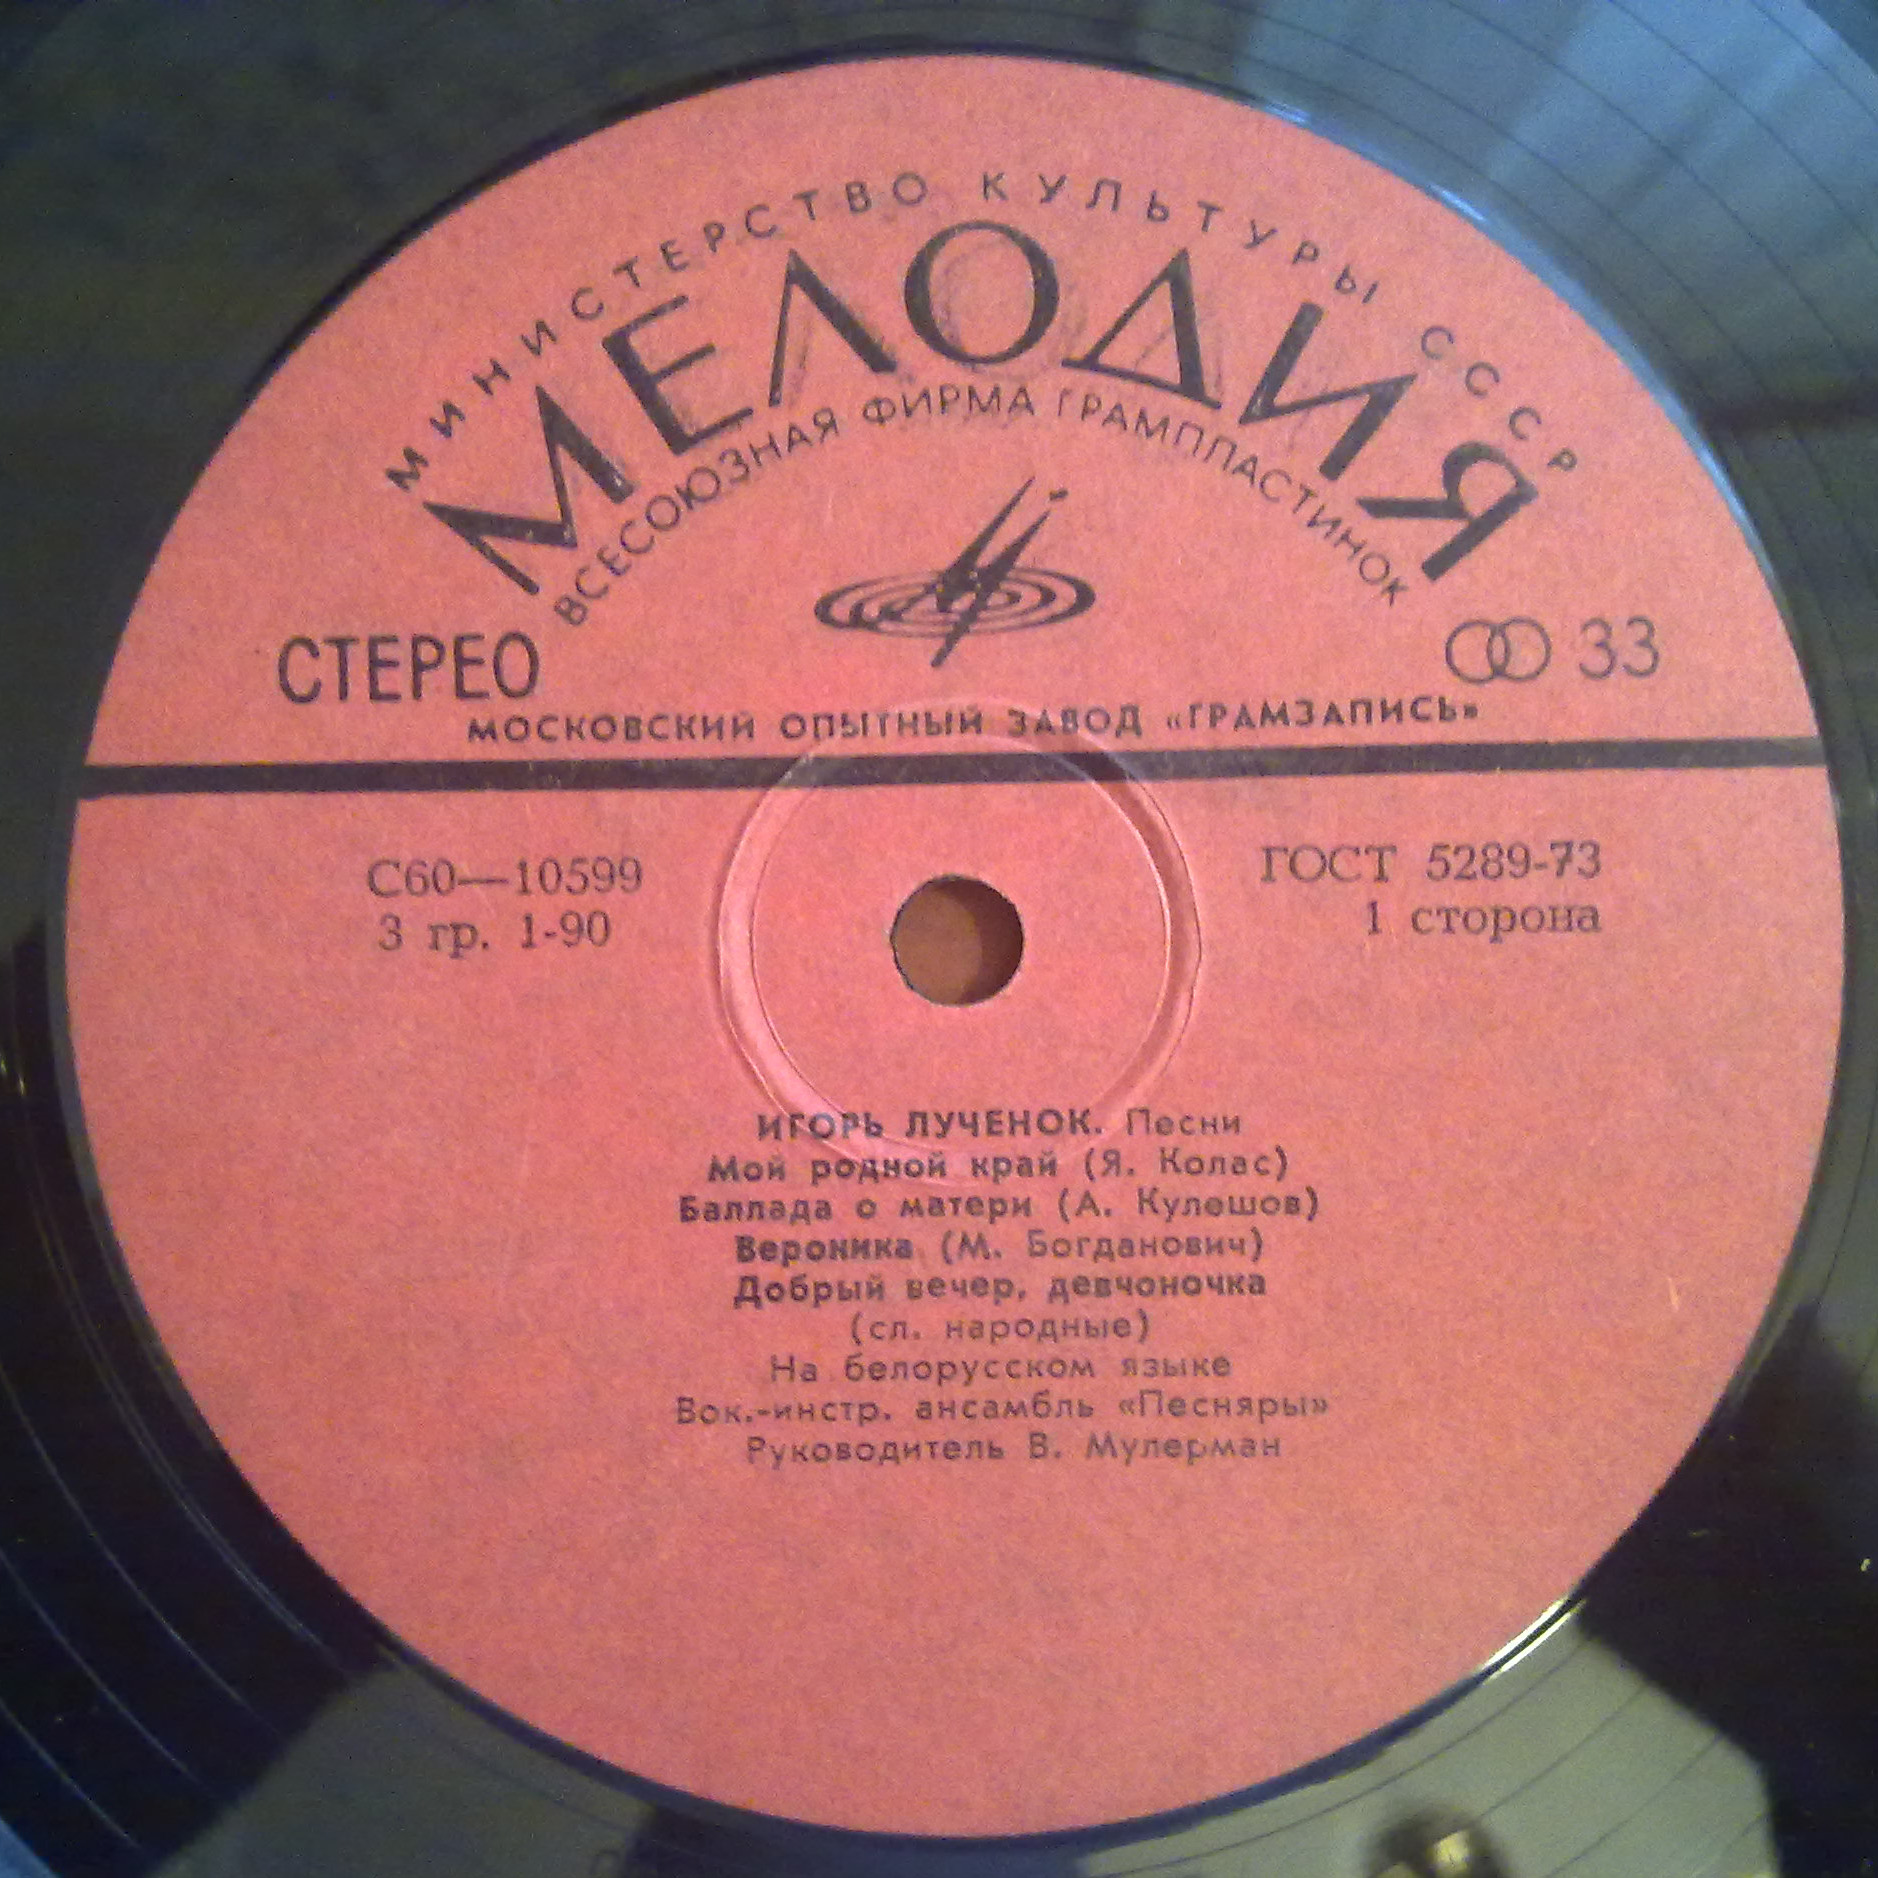 МИНИСТЕРСТВО КУЛЬТУРЫ СССР
МЕЛОДИЯ
ВСЕСОЮЗНАЯ ФИРМА ГРАМПЛАСТИНОК
СТЕРЕО
33
МОСКОВСКИЙ ОПЫТНЫЙ ЗАВОД «ГРАМЗАПИСЬ»
С60—10599
ГОСТ 5289-73
3 гр. 1-90
1 сторона
ИГОРЬ ЛУЧЕНОК. Песни
Мой родной край (Я. Колас)
Баллада о матери (А. Кулешов)
Вероника (М. Богданович)
Добрый вечер, девчоночка
(сл. народные)
На белорусском языке
Вок.-инстр. ансамбль «Песняры»
Руководитель В. Мулерман